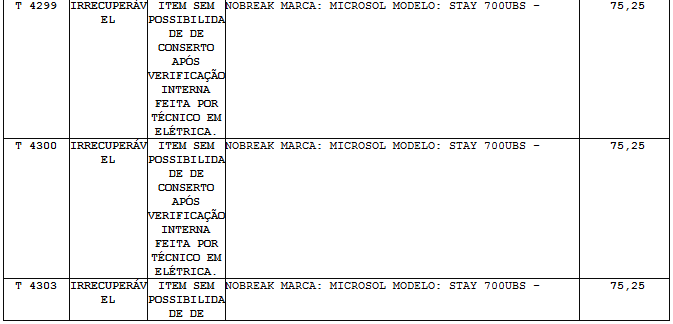 T 4299 IRRECUPERÁV ITEM SEM NOBREAK MARCA: MICROSOL MODELO: STAY 700UBS – 75,25
EL POSSIBILIDA
DE DE
CONSERTO
APÓS
VERIFICAÇÃO
INTERNA
FEITA POR
TÉCNICO EM
ELÉTRICA.
T 4300 IRRECUPERÁV ITEM SEM NOBREAK MARCA: MICROSOL MODELO: STAY 700UBS – 75,25
EL POSSIBILIDA
DE DE
CONSERTO
APÓS
VERIFICAÇÃO
INTERNA
FEITA POR
TÉCNICO EM
ELÉTRICA.
T 4303 IRRECUPERÁV ITEM SEM NOBREAK MARCA: MICROSOL MODELO: STAY 700UBS – 75,25
EL POSSIBILIDA
DE DE